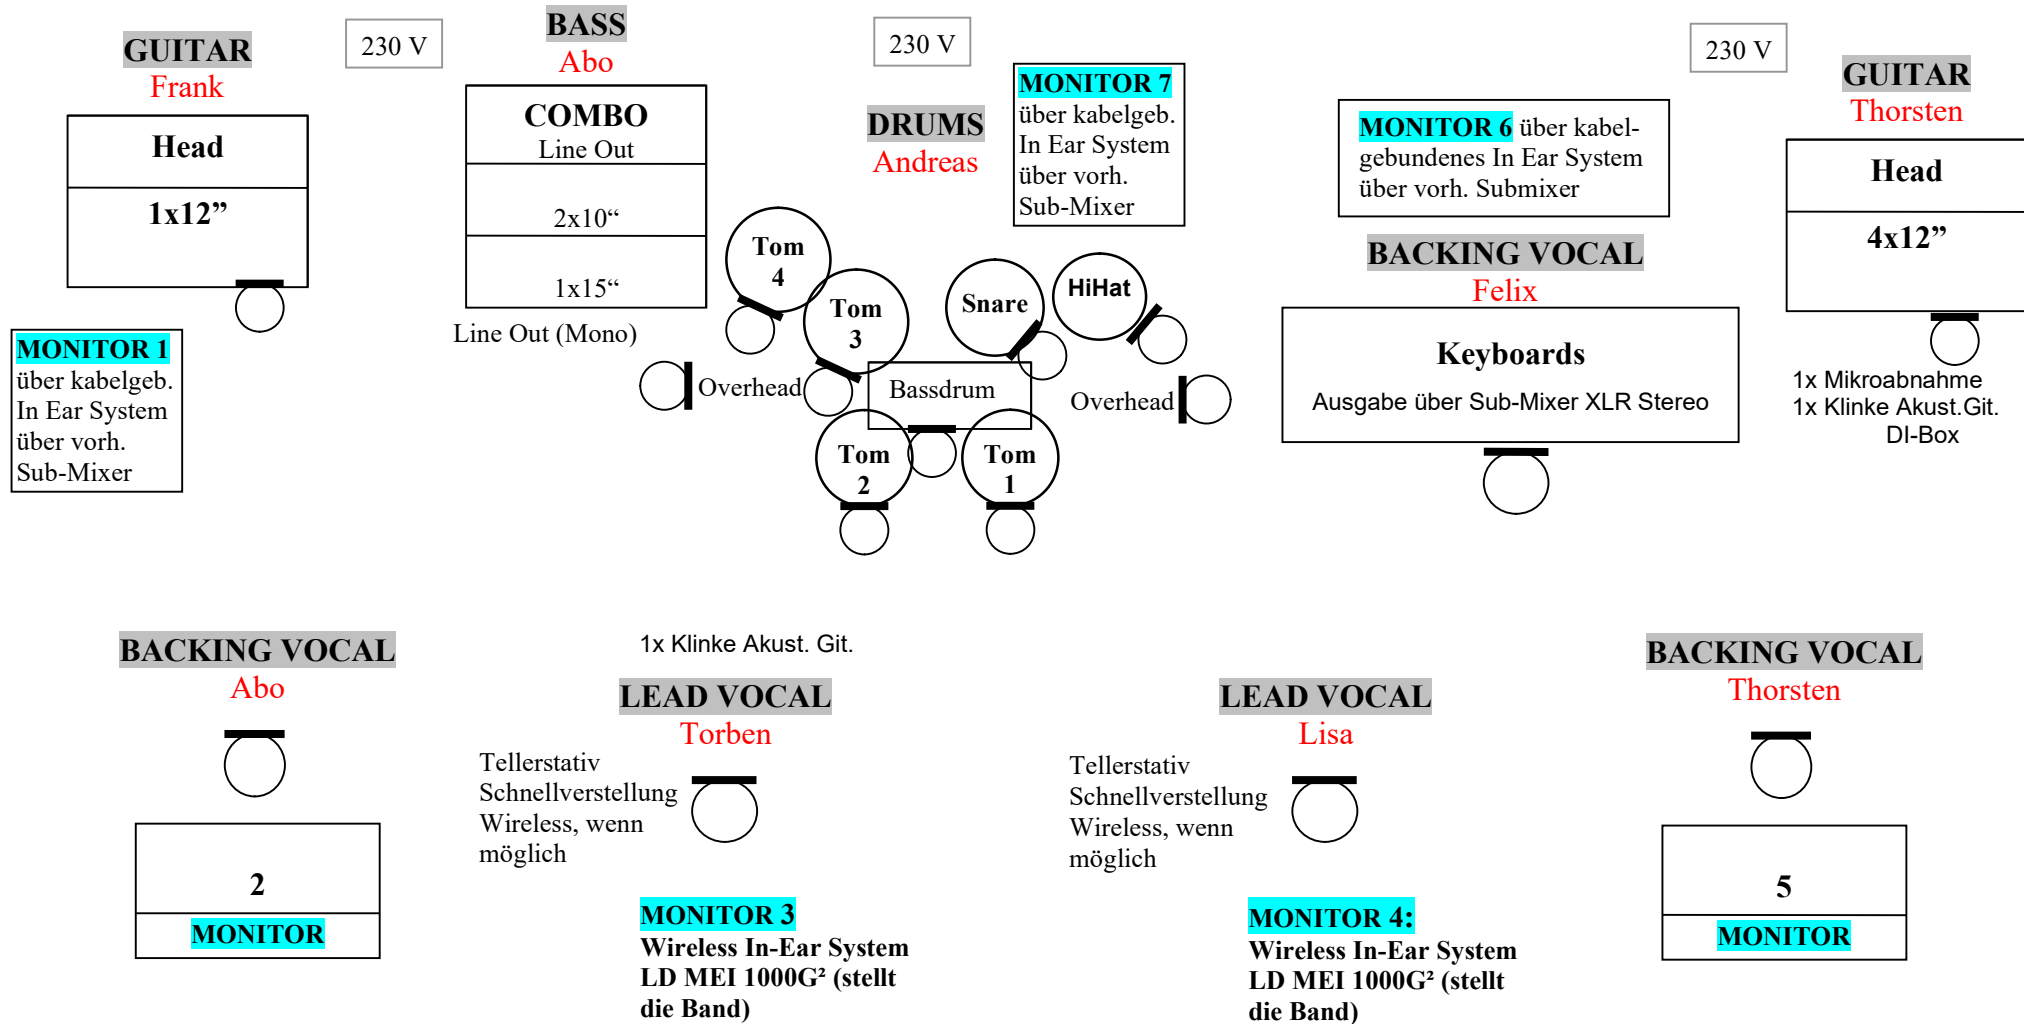 GUITAR
Frank
230 V
BASS
Abo
230 V
230 V
GUITAR
Thorsten
Head
1x12”
COMBO
Line Out
2x10“
1x15“
Line Out (Mono)
DRUMS
Andreas
MONITOR 7
über kabelgeb.
In Ear System
über vorh.
Sub-Mixer
MONITOR 6 über kabel-
gebundenes In Ear System
über vorh. Submixer
BACKING VOCAL
Felix
Keyboards
Ausgabe über Sub-Mixer XLR Stereo
Head
4x12”
1x Mikroabnahme
1x Klinke Akust.Git.
DI-Box
MONITOR 1
über kabelgeb.
In Ear System
über vorh.
Sub-Mixer
Tom
4
Tom
3
Snare
HiHat
Overhead
Bassdrum
Overhead
Tom
2
Tom
1
BACKING VOCAL
Abo
2
MONITOR
1x Klinke Akust. Git.
LEAD VOCAL
Torben
Tellerstativ
Schnellverstellung
Wireless, wenn
möglich
MONITOR 3
Wireless In-Ear System
LD MEI 1000G² (stellt
die Band)
LEAD VOCAL
Lisa
Tellerstativ
Schnellverstellung
Wireless, wenn
möglich
MONITOR 4:
Wireless In-Ear System
LD MEI 1000G² (stellt
die Band)
BACKING VOCAL
Thorsten
5
MONITOR